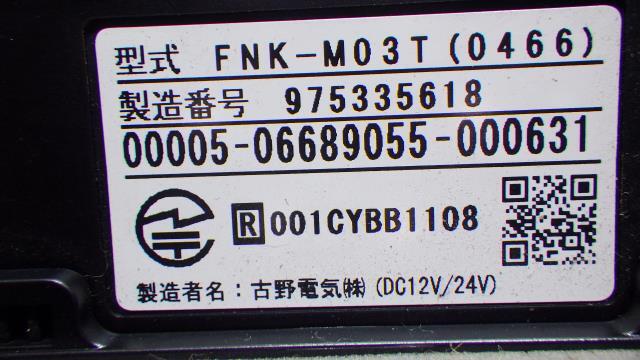 型式 FNK-M03T(0466)
製造番号 975335618
00005-06689055-000631
R 001CYBB1108
製造者名：古野電気㈱ (DC12V/24V)